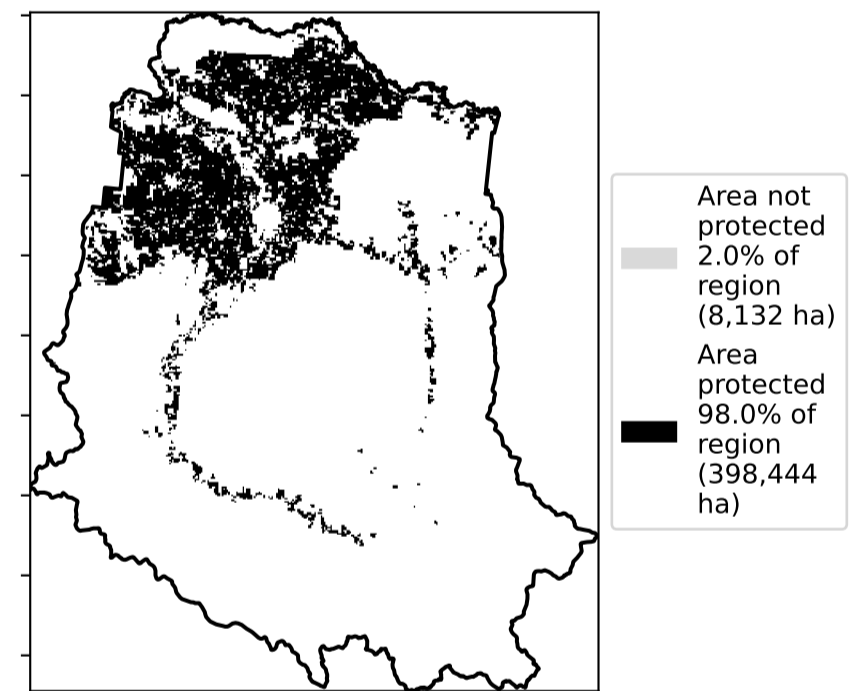 Area not
protected
2.0% of
region
(8,132 ha)
Area
protected
98.0% of
region
(398,444
ha)